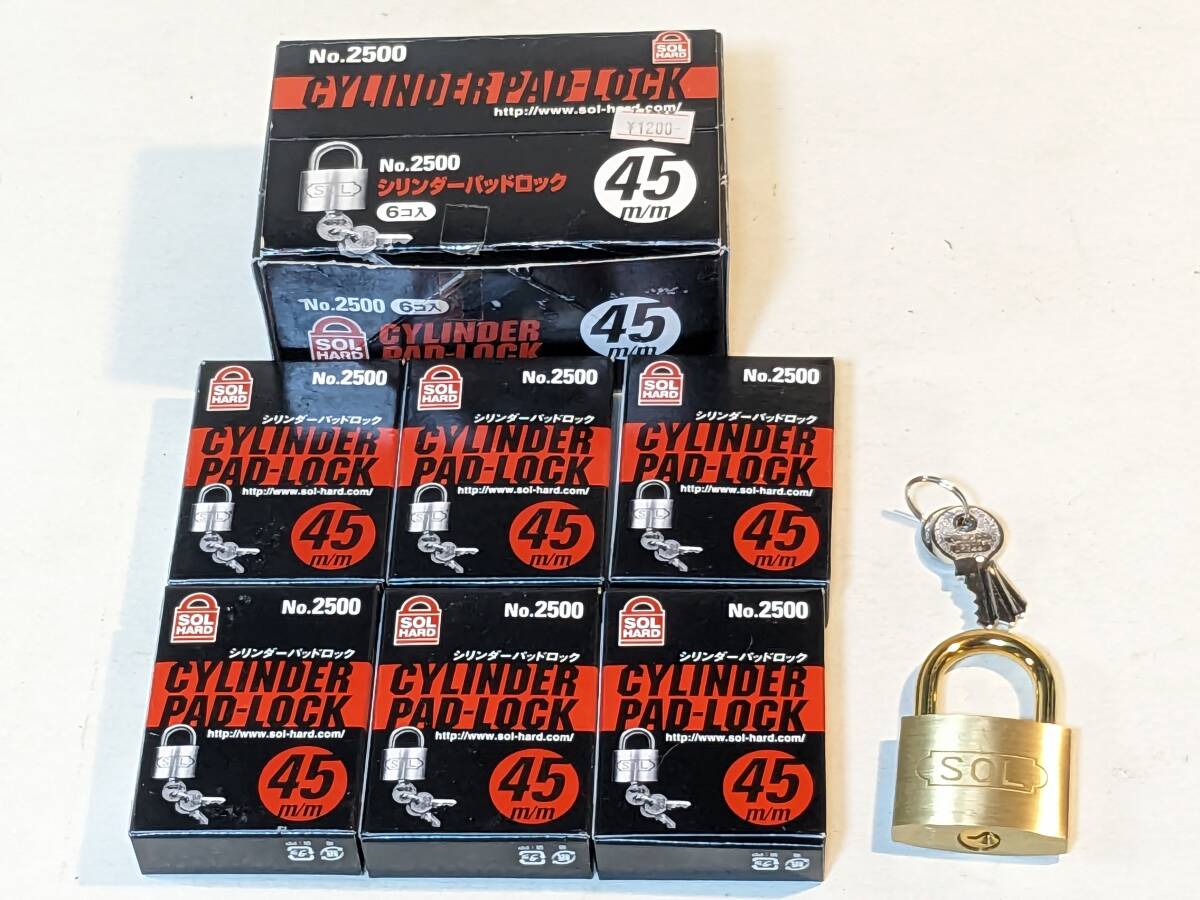 No.2500
SOL
HARD
CYLINDER PAD-LOCK
http://www.sol-hard.com/
¥1200-
No.2500
シリンダーパッドロック
6コ入
45
m/m
SOL
No.2500 6コ入
SOL
HARD
CYLINDER
PAD-LOCK
45
m/m
SOL
HARD
No.2500
シリンダーパッドロック
CYLINDER
PAD-LOCK
http://www.sol-hard.com/
SOL
45
m/m
SOL
HARD
No.2500
シリンダーパッドロック
CYLINDER
PAD-LOCK
http://www.sol-hard.com/
SOL
45
m/m
SOL
HARD
No.2500
シリンダーパッドロック
CYLINDER
PAD-LOCK
http://www.sol-hard.com/
SOL
45
m/m
SOL
HARD
No.2500
シリンダーパッドロック
CYLINDER
PAD-LOCK
http://www.sol-hard.com/
SOL
45
m/m
SOL
HARD
No.2500
シリンダーパッドロック
CYLINDER
PAD-LOCK
http://www.sol-hard.com/
SOL
45
m/m
SOL
HARD
No.2500
シリンダーパッドロック
CYLINDER
PAD-LOCK
http://www.sol-hard.com/
SOL
45
m/m
SOL